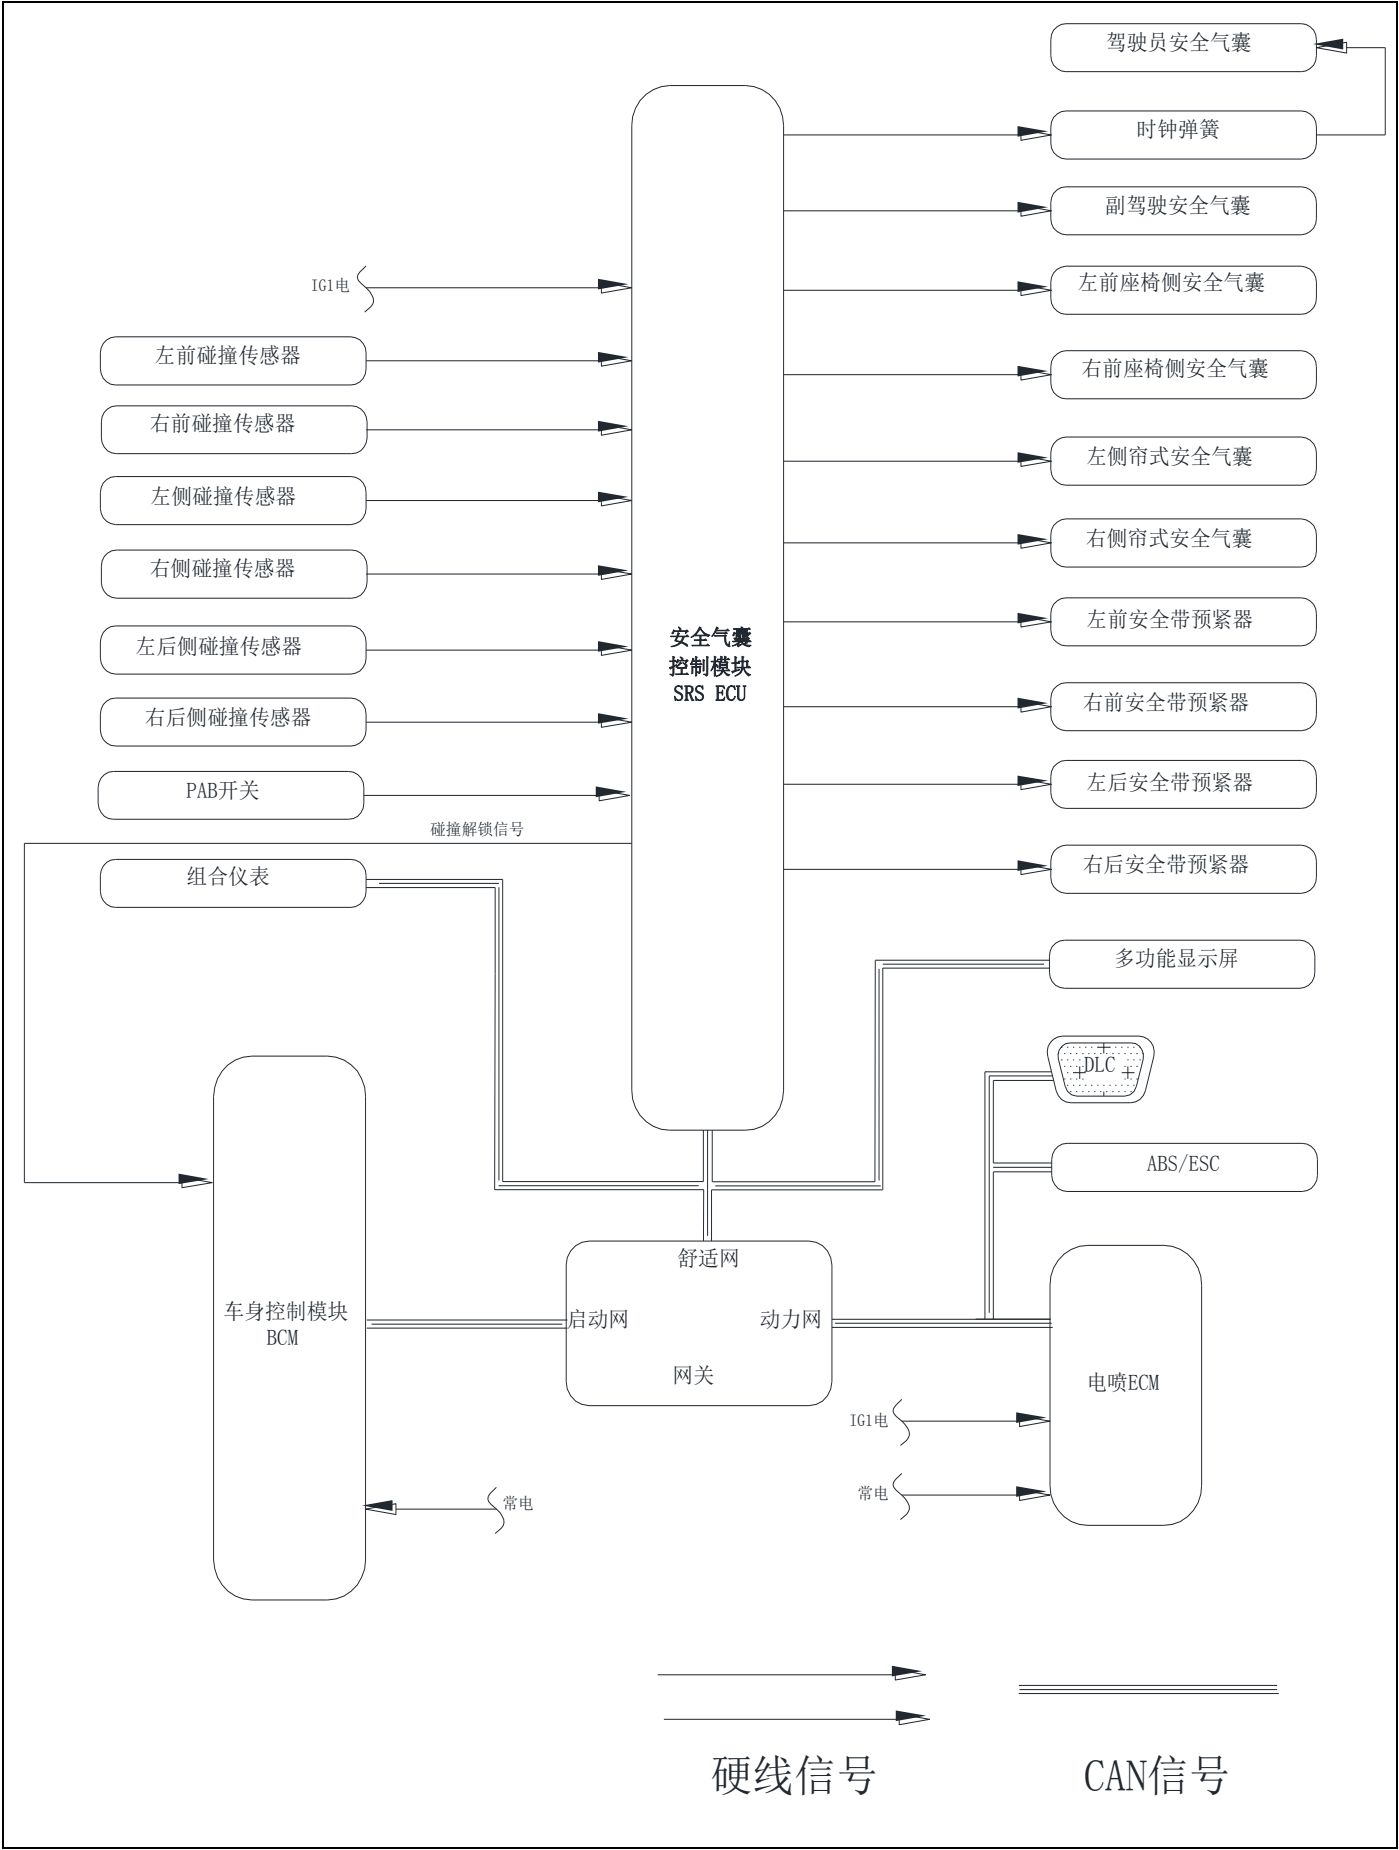 驾驶员安全气囊
时钟弹簧
副驾驶安全气囊
IG1电
左前座椅侧安全气囊
左前碰撞传感器
右前座椅侧安全气囊
右前碰撞传感器
左侧帘式安全气囊
左侧碰撞传感器
右侧帘式安全气囊
右侧碰撞传感器
左前安全带预紧器
安全气囊
控制模块
SRS ECU
左后侧碰撞传感器
右前安全带预紧器
右后侧碰撞传感器
左后安全带预紧器
PAB开关
碰撞解锁信号
右后安全带预紧器
组合仪表
多功能显示屏
DLC
ABS/ESC
舒适网
车身控制模块
BCM
启动网
动力网
网关
电喷ECM
IG1电
常电
常电
硬线信号
CAN信号